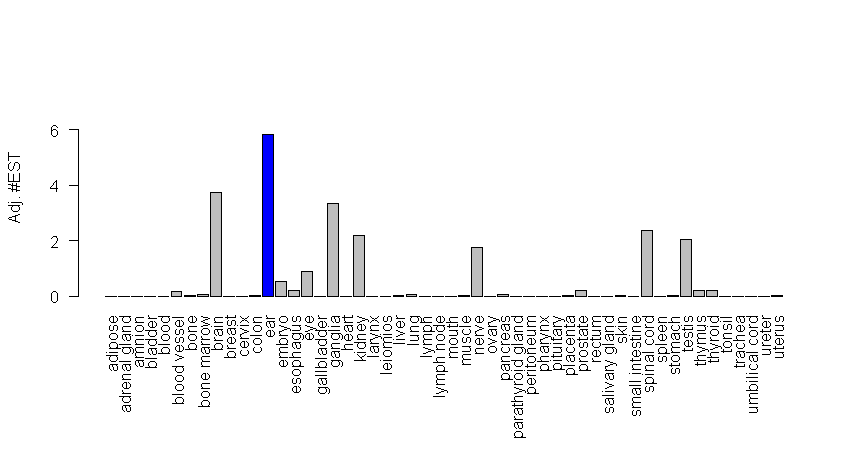 Adj. #EST
6
4
2
0
adipose
adrenal gland
amnion
bladder
blood
blood vessel
bone
bone marrow
brain
breast
cervix
colon
ear
embryo
esophagus
eye
gallbladder
ganglia
heart
kidney
larynx
leiomios
liver
lung
lymph
lymph node
mouth
muscle
nerve
ovary
pancreas
parathyroid gland
peritoneum
pharynx
pituitary
placenta
prostate
rectum
salivary gland
skin
small intestine
spinal cord
spleen
stomach
testis
thymus
thyroid
tonsil
trachea
umbilical cord
ureter
uterus